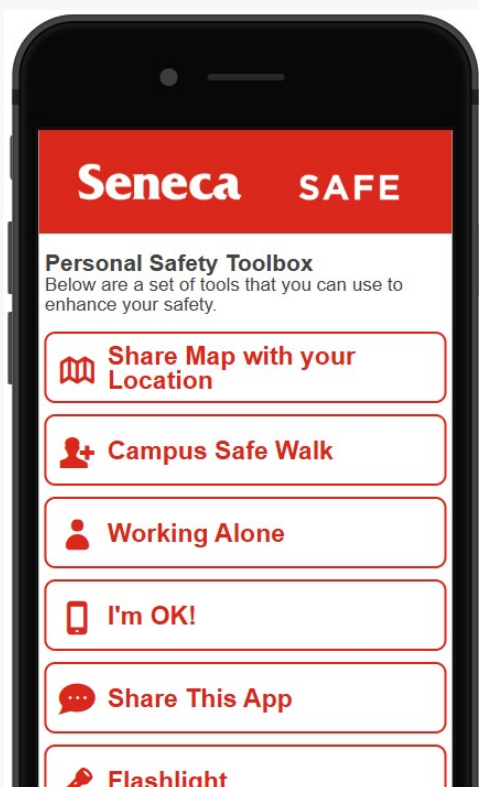 Seneca SAFE
Personal Safety Toolbox
Below are a set of tools that you can use to
enhance your safety.
Share Map with your
Location
Campus Safe Walk
Working Alone
I'm OK!
Share This App
Flashlight